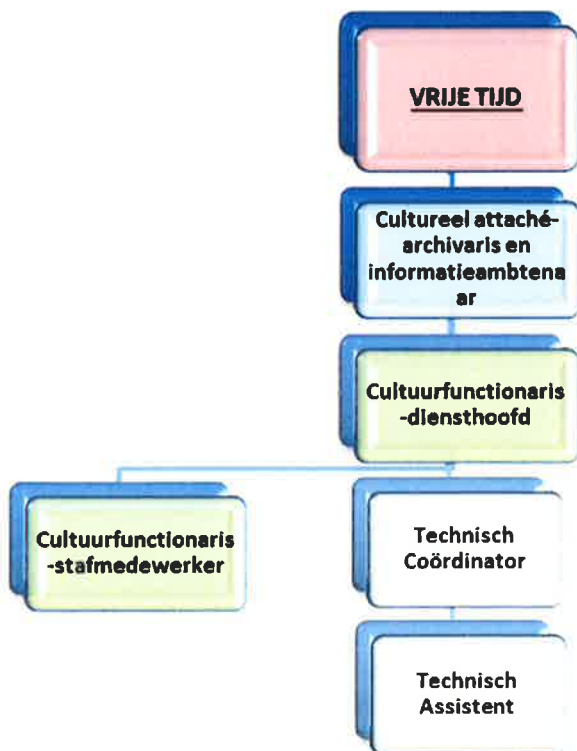 VRIJE TIJD
Cultureel attaché-
archivaris en
informatieambtena
ar
Cultuurfunctionaris
-diensthoofd
Cultuurfunctionaris
-stafmedewerker
Technisch
Coördinator
Technisch
Assistent